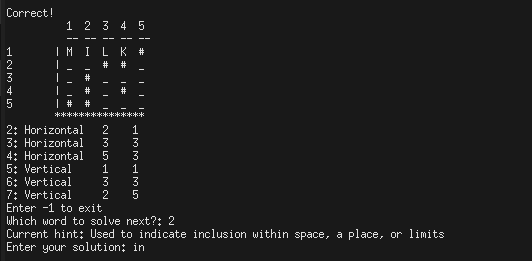 Correct!
1 2 3 4 5
-- -- -- -- --
1 | M I L K #
2 | _ _ # # _
3 | _ # _ _ _
4 | _ # _ # _
5 | # # _ _ _
***************
2: Horizontal 2 1
3: Horizontal 3 3
4: Horizontal 5 3
5: Vertical 1 1
6: Vertical 3 3
7: Vertical 2 5
Enter -1 to exit
Which word to solve next?: 2
Current hint: Used to indicate inclusion within space, a place, or limits
Enter your solution: in